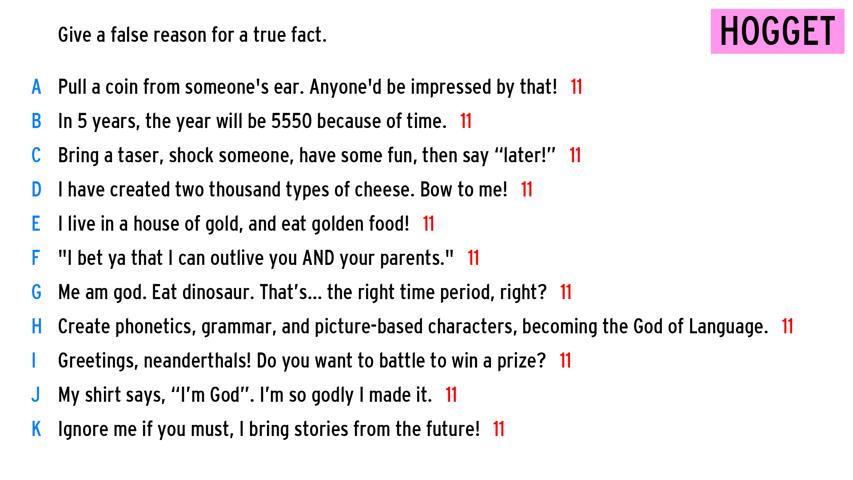 Give a false reason for a true fact.
HOGGET
A Pull a coin from someone's ear. Anyone'd be impressed by that! 11
B In 5 years, the year will be 5550 because of time. 11
C Bring a taser, shock someone, have some fun, then say “later!” 11
D I have created two thousand types of cheese. Bow to me! 11
E I live in a house of gold, and eat golden food! 11
F "I bet ya that I can outlive you AND your parents." 11
G Me am god. Eat dinosaur. That's... the right time period, right? 11
H Create phonetics, grammar, and picture-based characters, becoming the God of Language. 11
I Greetings, neanderthals! Do you want to battle to win a prize? 11
J My shirt says, “I'm God”. I'm so godly I made it. 11
K Ignore me if you must, I bring stories from the future! 11